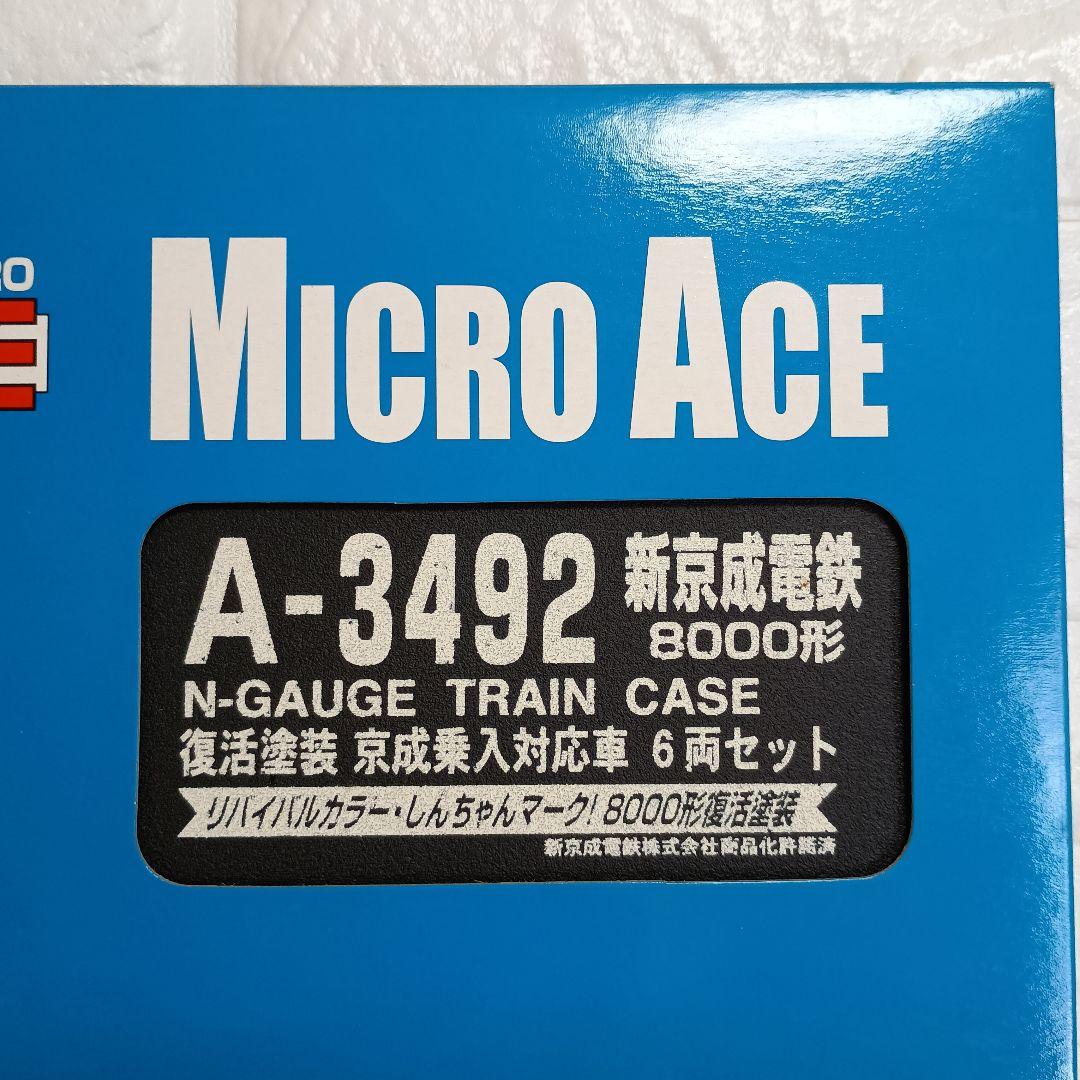 RO
MICRO ACE
A-3492 新京成電鉄
8000形
N-GAUGE TRAIN CASE
復活塗装 京成乗入対応車 6両セット
リバイバルカラー・しんちゃんマーク! 8000形復活塗装
新京成電鉄株式会社商品化許諾済